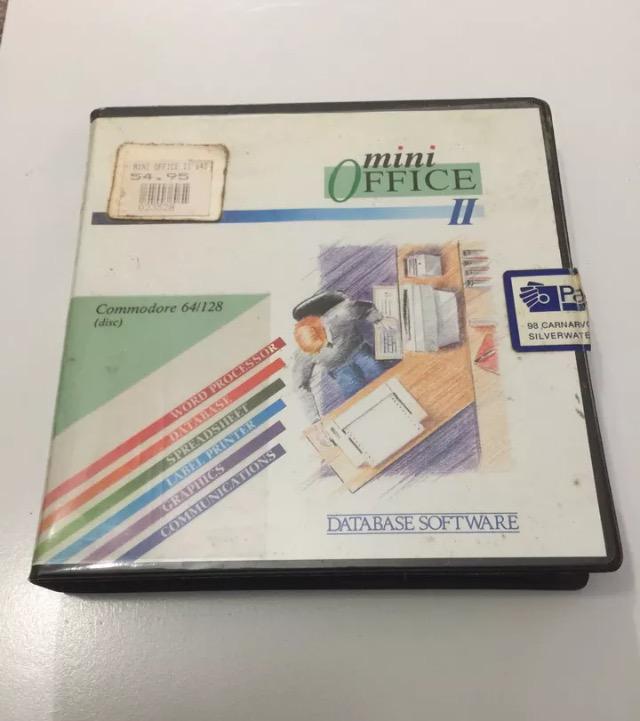 MINI OFFICE II
54.95
mini
OFFICE
II
Commodore 64/128
(disc)
WORD PROCESSOR
DATABASE
SPREADSHEET
LABEL PRINTER
GRAPHICS
COMMUNICATIONS
98 CARNARVO
SILVERWATE
DATABASE SOFTWARE